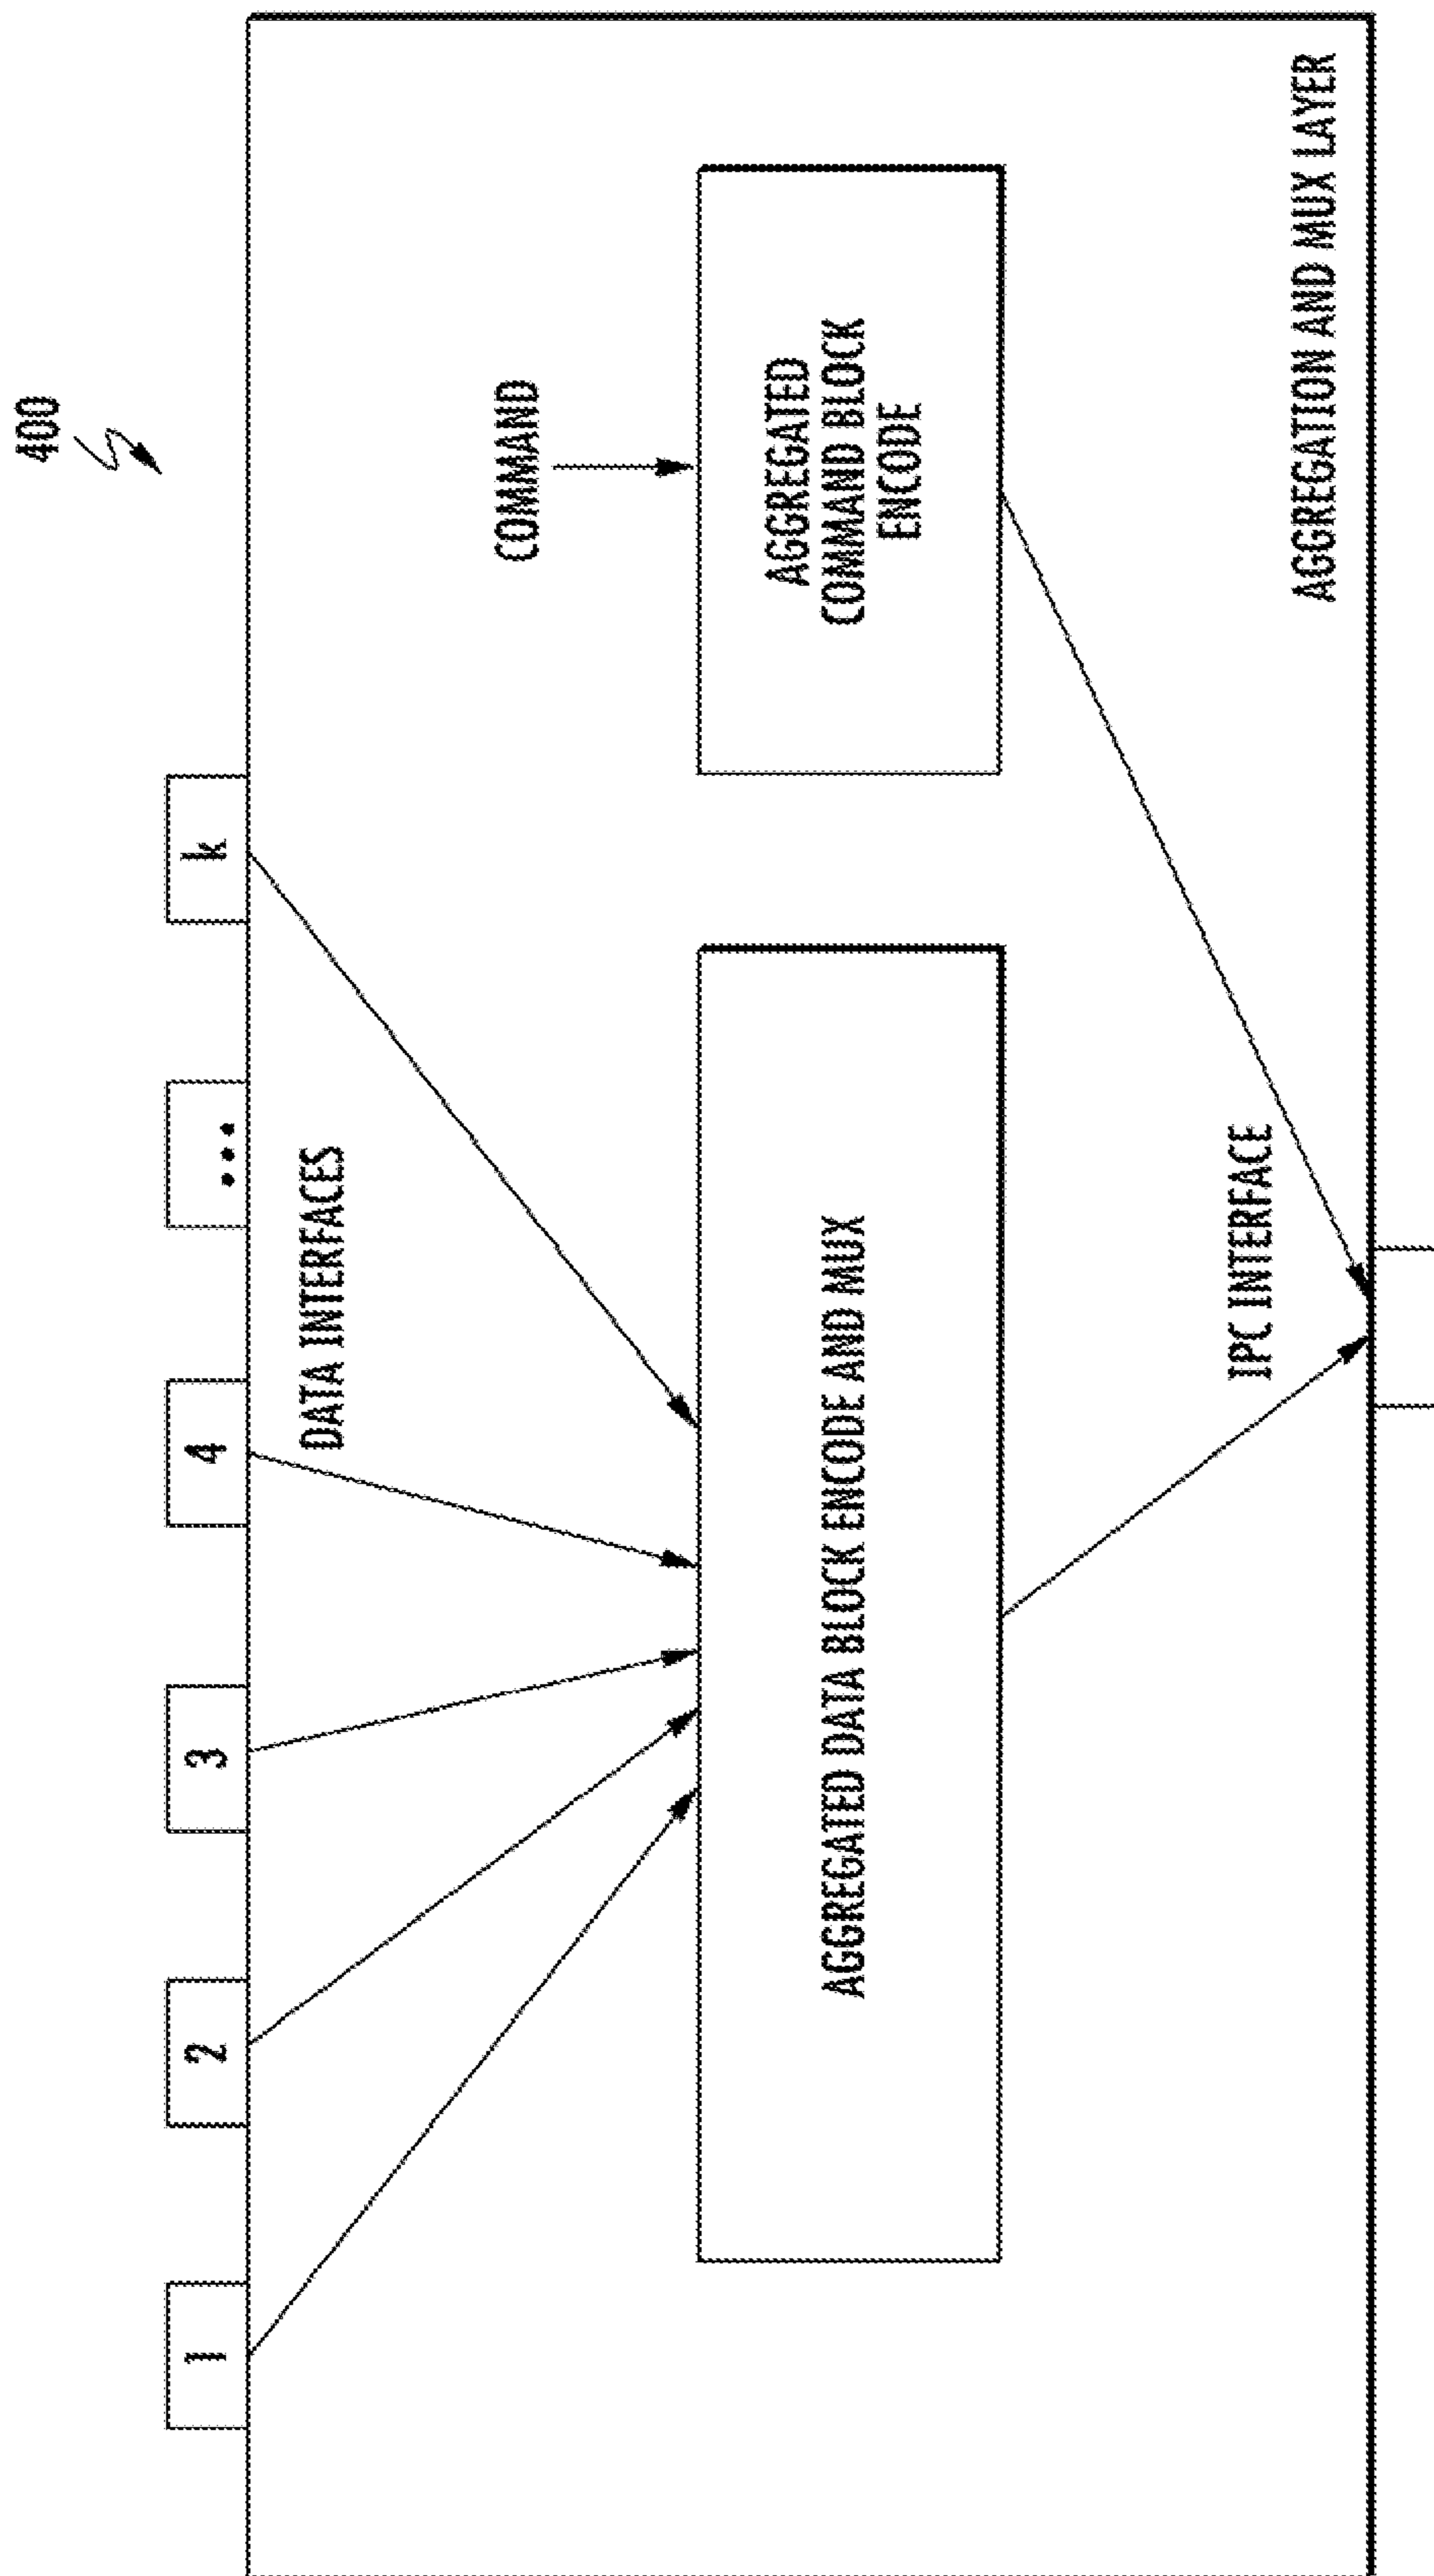 400
1
2
3
4
...
k
DATA INTERFACES
COMMAND
AGGREGATED DATA BLOCK ENCODE AND MUX
AGGREGATED
COMMAND BLOCK
ENCODE
IPC INTERFACE
AGGREGATION AND MUX LAYER